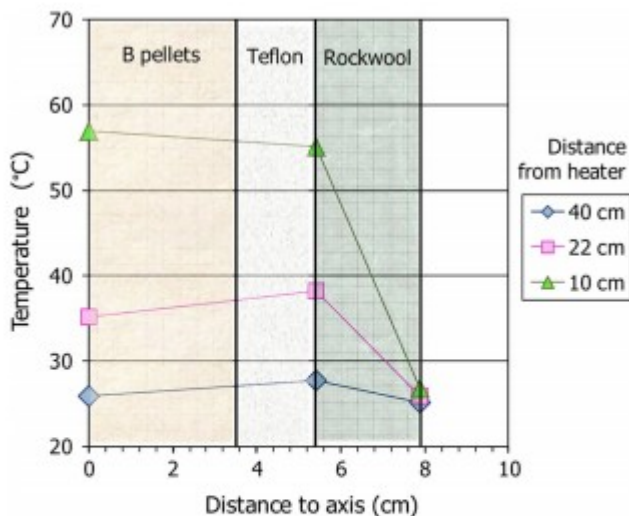 70
60
50
40
30
20
Temperature (°C)
B pellets
Teflon
Rockwool
0
2
4
6
8
10
Distance to axis (cm)
Distance
from heater
40 cm
22 cm
10 cm